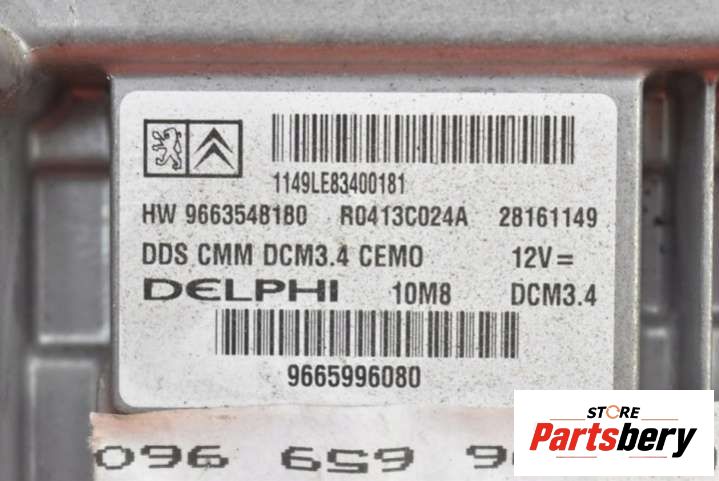 1149LE83400181
HW 9663548180 R0413C024A 28161149
DDS CMM DCM3.4 CEMO 12V =
DELPHI 10M8 DCM3.4
9665996080
STORE
Partsbery